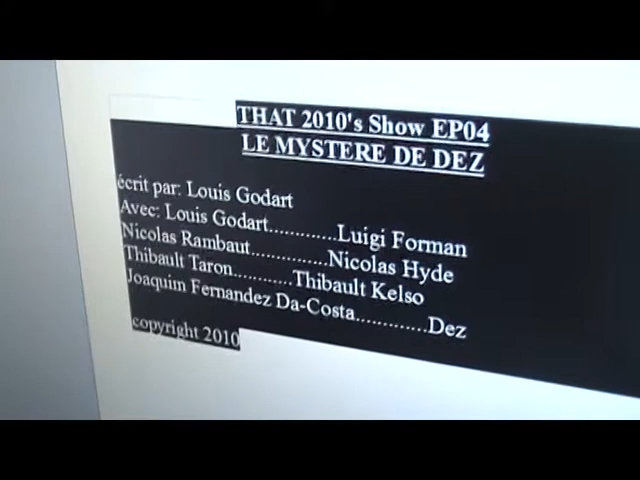 THAT 2010's Show EP04
LE MYSTERE DE DEZ
écrit par: Louis Godart
Avec: Louis Godart............Luigi Forman
Nicolas Rambaut..............Nicolas Hyde
Thibault Taron...........Thibault Kelso
Joaquim Fernandez Da-Costa.............Dez
copyright 2010